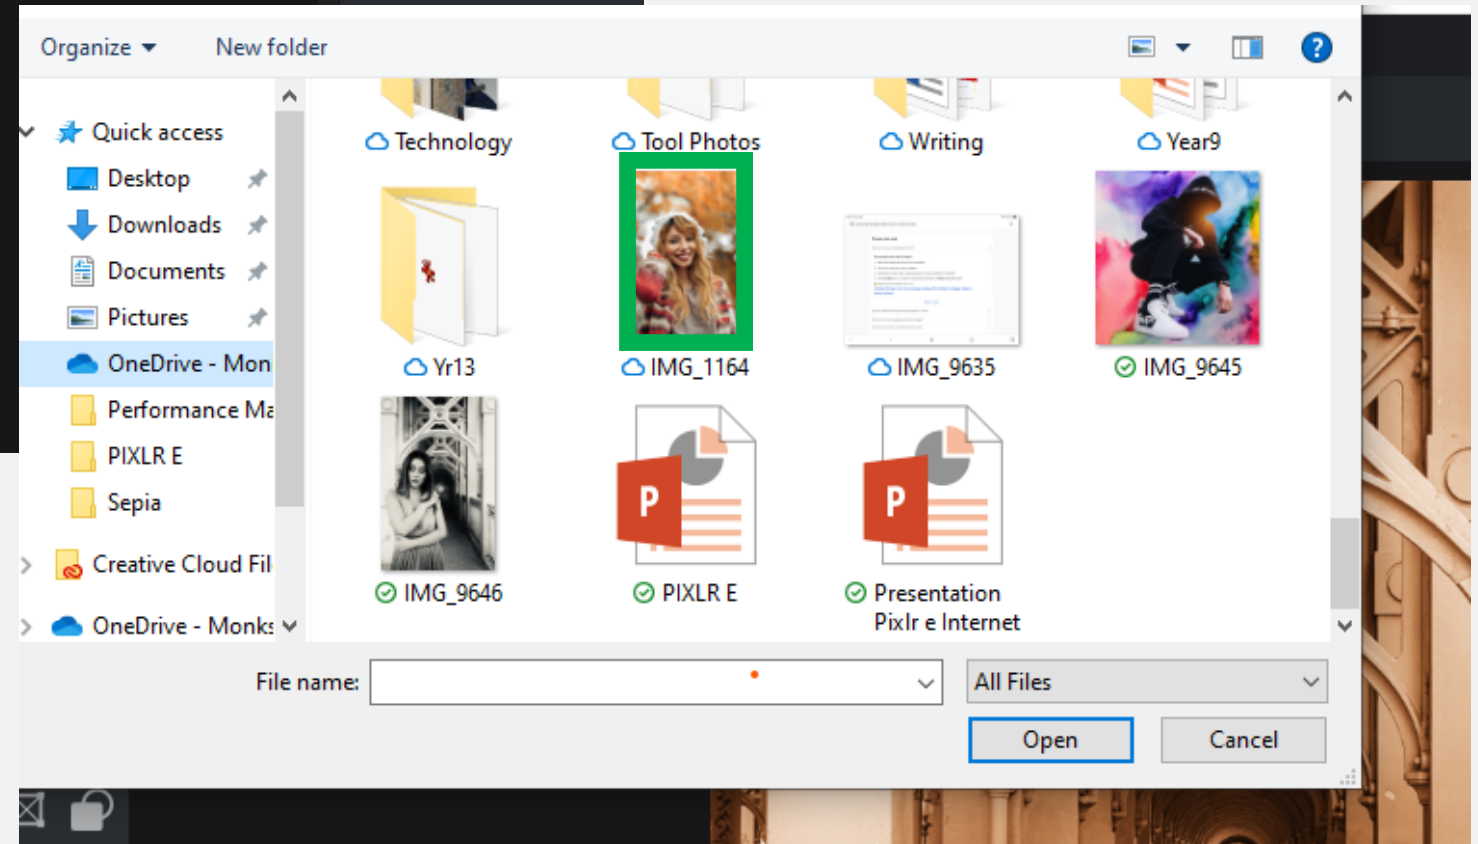 Organize
New folder
Quick access
Desktop
Downloads
Documents
Pictures
OneDrive - Mon
Performance Ma
PIXLR E
Sepia
Creative Cloud Fil
OneDrive - Monks
Technology
Tool Photos
Writing
Year9
Yr13
IMG_1164
IMG_9635
IMG_9645
IMG_9646
P
PIXLR E
P
Presentation
Pixlr e Internet
File name:
All Files
Open
Cancel